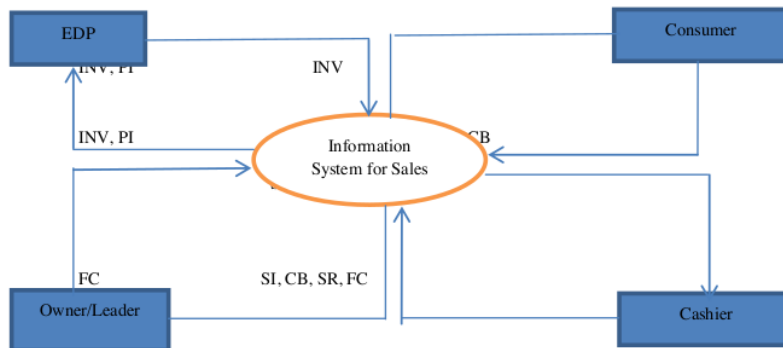 EDP
Consumer
INV, PI
INV
INV, PI
CB
Information
System for Sales
FC
SI, CB, SR, FC
Owner/Leader
Cashier